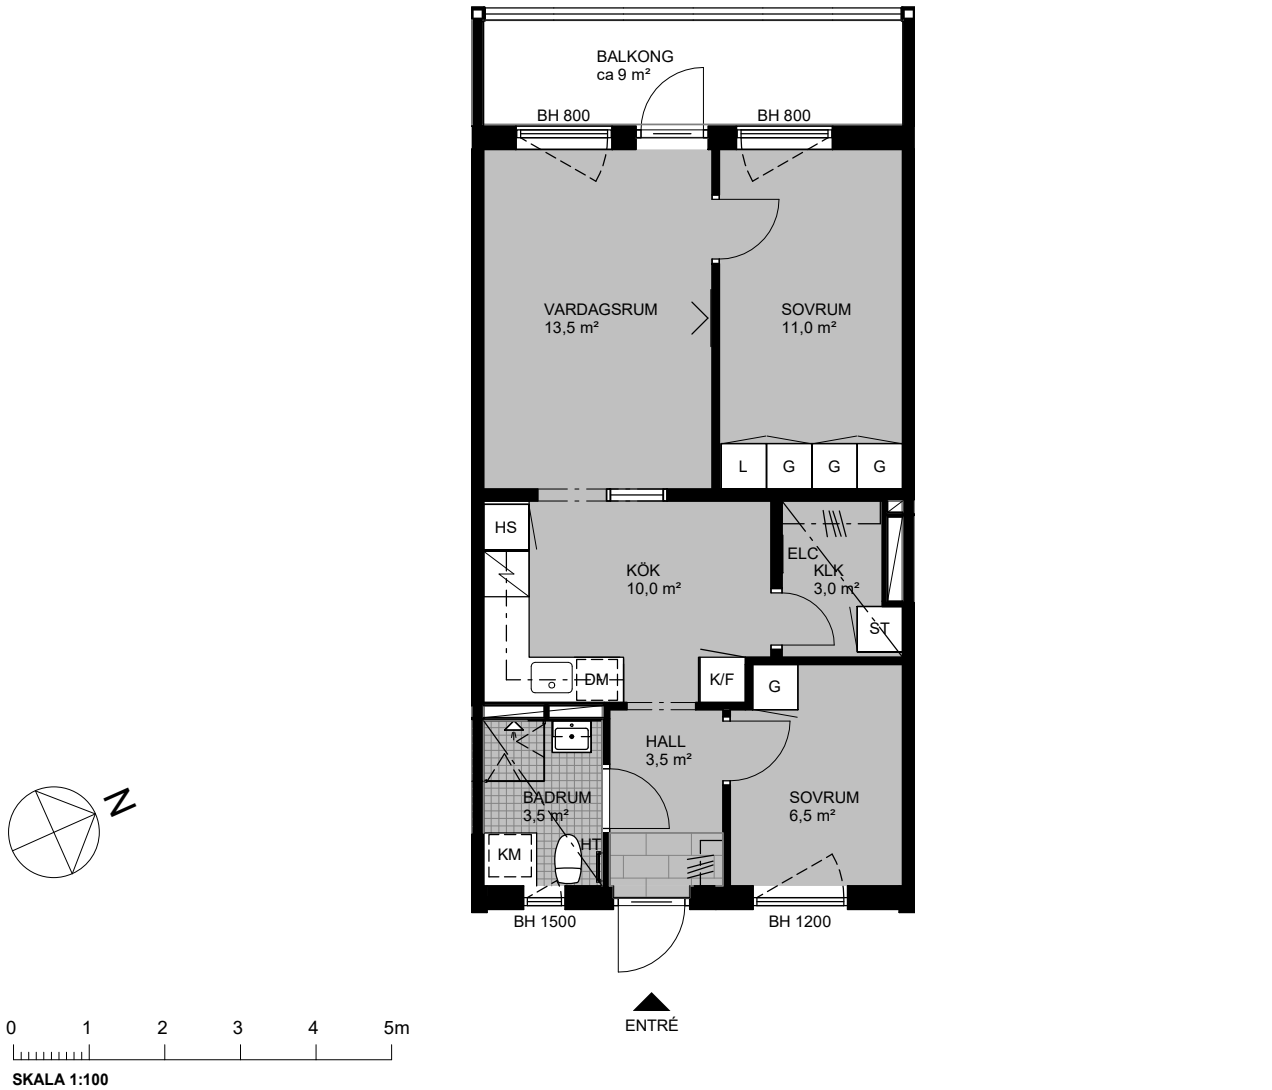 BALKONG
ca 9 m²
BH 800
BH 800
VARDAGSRUM
13,5 m²
SOVRUM
11,0 m²
L
G
G
G
HS
KÖK
10,0 m²
ELC
KLK
3,0 m²
ST
DM
K/F
G
HALL
3,5 m²
BADRUM
3,5 m²
SOVRUM
6,5 m²
HT
KM
BH 1500
BH 1200
N
ENTRÉ
0 1 2 3 4 5m
SKALA 1:100